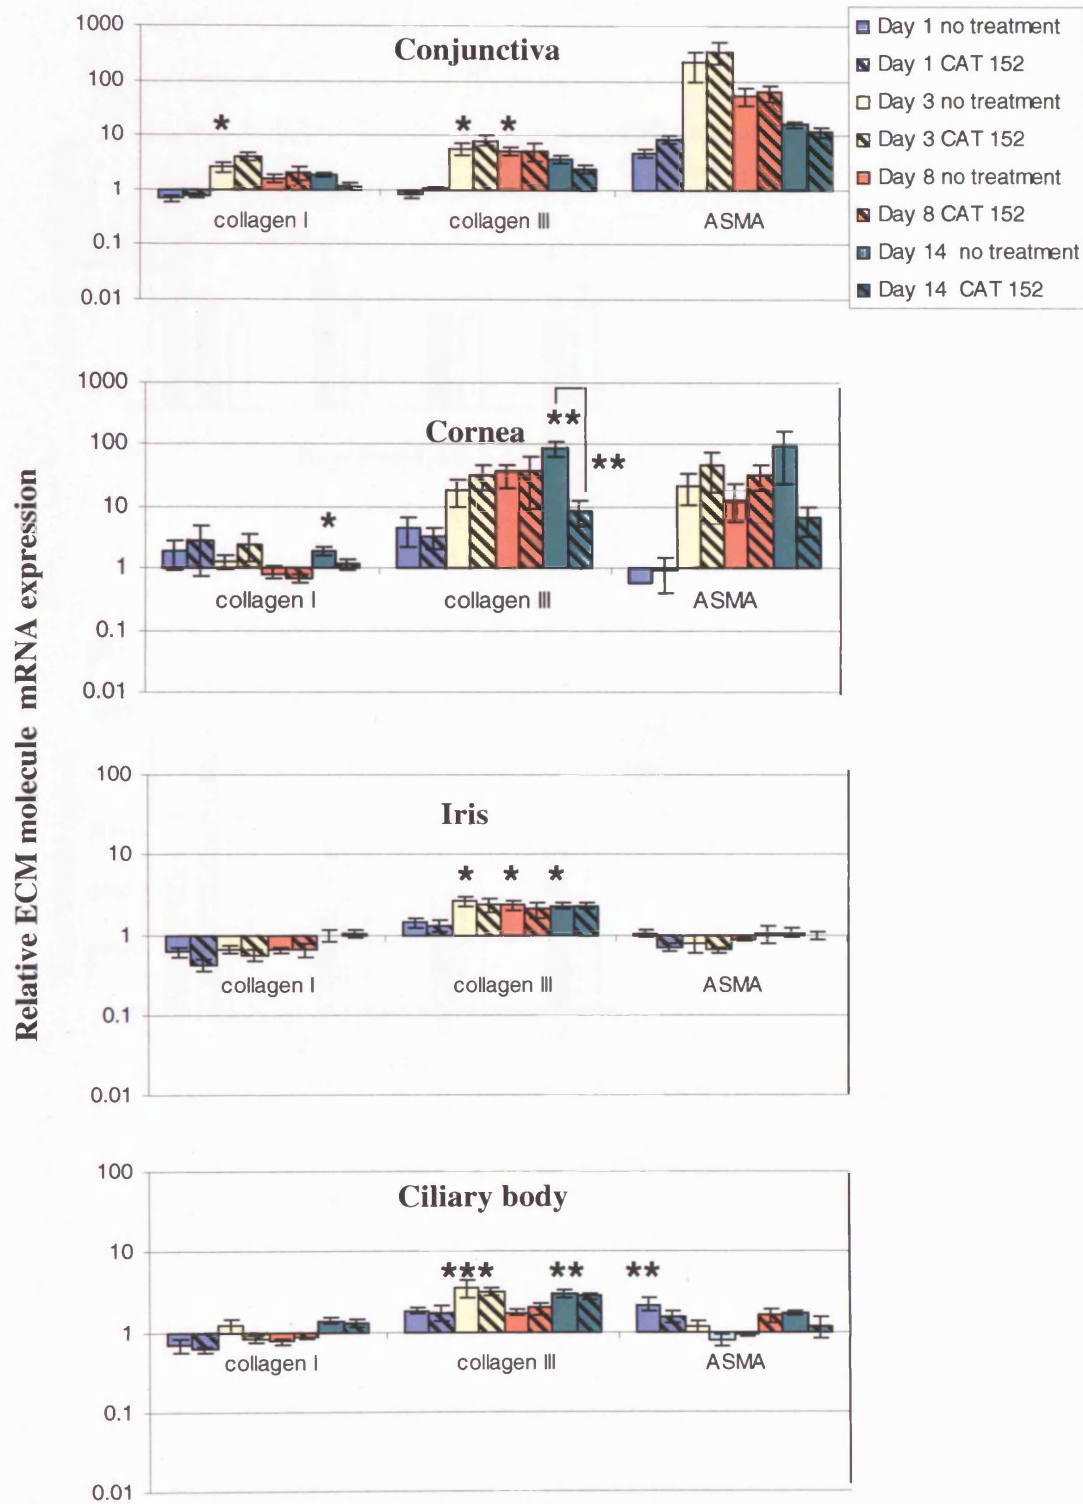 Relative ECM molecule mRNA expression
Conjunctiva
1000
100
10
1
0.1
0.01
*
*
*
collagen I
collagen III
ASMA
Day 1 no treatment
Day 1 CAT 152
Day 3 no treatment
Day 3 CAT 152
Day 8 no treatment
Day 8 CAT 152
Day 14 no treatment
Day 14 CAT 152
Cornea
1000
100
10
1
0.1
0.01
*
**
**
collagen I
collagen III
ASMA
Iris
100
10
1
0.1
0.01
*
*
*
collagen I
collagen III
ASMA
Ciliary body
100
10
1
0.1
0.01
***
**
**
collagen I
collagen III
ASMA